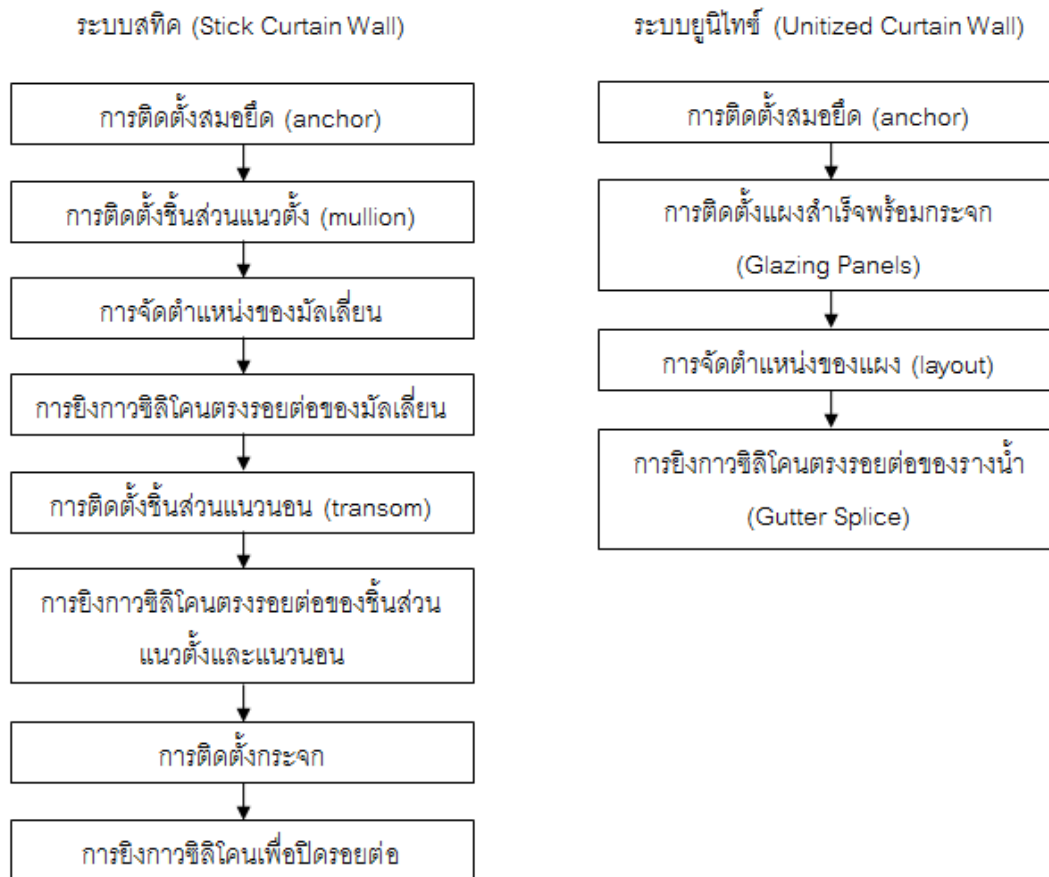 ระบบสทิค (Stick Curtain Wall)
การติดตั้งสมอยึด (anchor)
การติดตั้งชิ้นส่วนแนวตั้ง (mullion)
การจัดตำแหน่งของมัลเลี่ยน
การยิงกาวซิลิโคนตรงรอยต่อของมัลเลี่ยน
การติดตั้งชิ้นส่วนแนวนอน (transom)
การยิงกาวซิลิโคนตรงรอยต่อของชิ้นส่วน
แนวตั้งและแนวนอน
การติดตั้งกระจก
การยิงกาวซิลิโคนเพื่อปิดรอยต่อ
ระบบยูนิไทซ์ (Unitized Curtain Wall)
การติดตั้งสมอยึด (anchor)
การติดตั้งแผงสำเร็จพร้อมกระจก
(Glazing Panels)
การจัดตำแหน่งของแผง (layout)
การยิงกาวซิลิโคนตรงรอยต่อของรางน้ำ
(Gutter Splice)